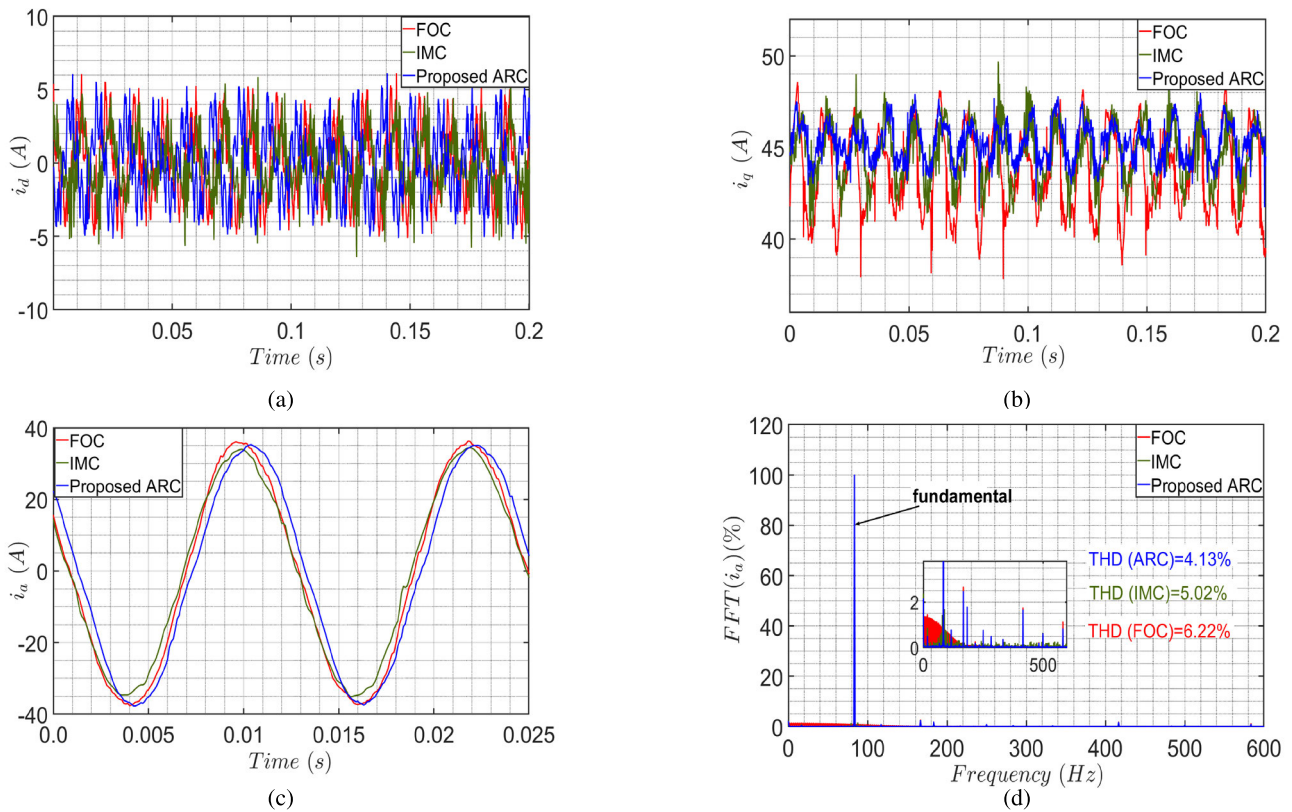 10
5
0
-5
-10
i_d (A)
0.05
0.1
0.15
0.2
Time (s)
FOC
IMC
Proposed ARC
(a)
50
45
40
i_q (A)
0
0.05
0.1
0.15
0.2
Time (s)
FOC
IMC
Proposed ARC
(b)
40
20
0
-20
-40
i_a (A)
0.0
0.005
0.01
0.015
0.02
0.025
Time (s)
FOC
IMC
Proposed ARC
(c)
120
100
80
60
40
20
0
FFT(i_a)(%)
0
100
200
300
400
500
600
Frequency (Hz)
FOC
IMC
Proposed ARC
fundamental
2
0
0
500
THD (ARC)=4.13%
THD (IMC)=5.02%
THD (FOC)=6.22%
(d)